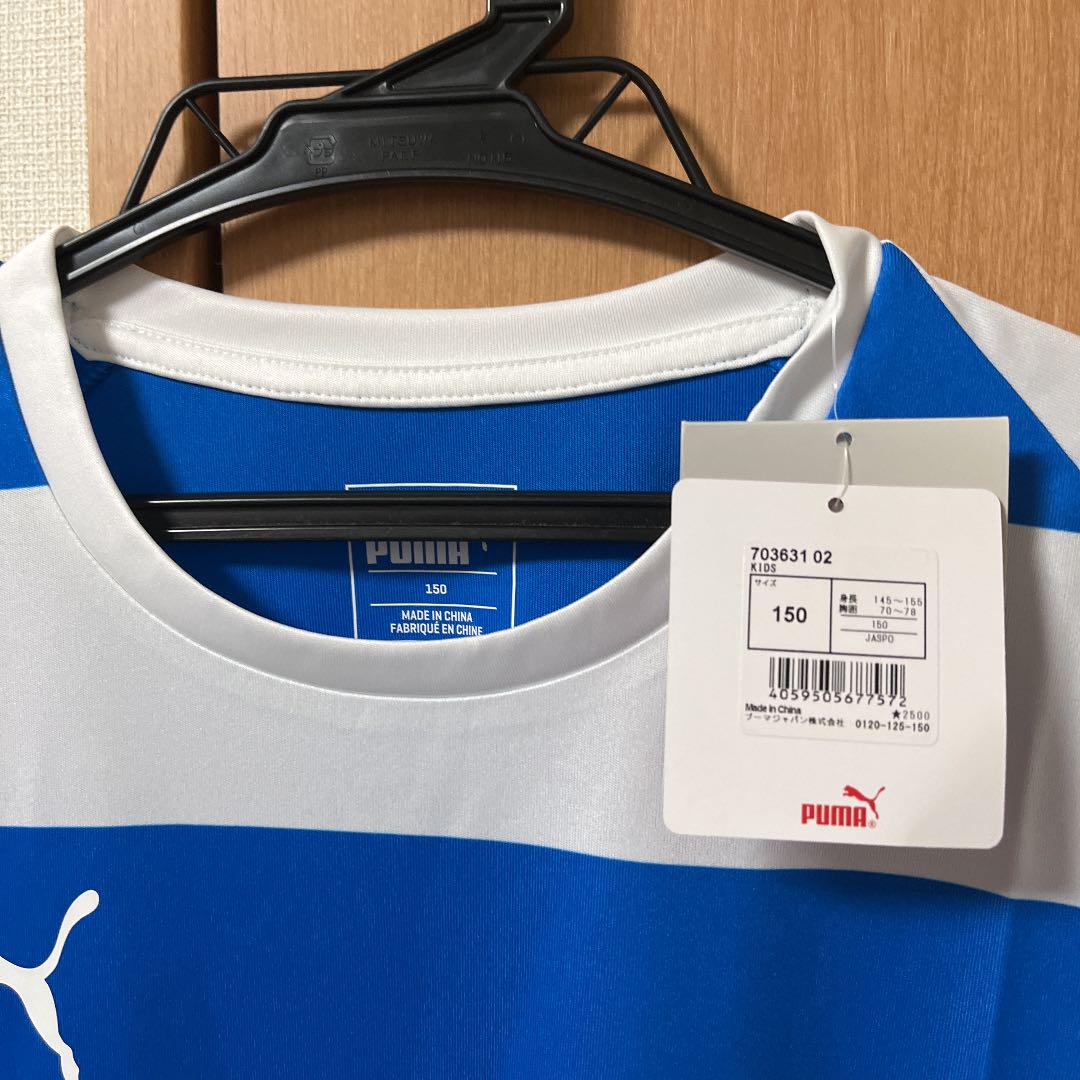 PP
PUMA
150
MADE IN CHINA
FABRIQUÉ EN CHINE
703631 02
KIDS
サイズ
150
身長 145～155
胸囲 70～78
150
JASPO
4059505677572
Made in China
★2500
プーマジャパン株式会社 0120-125-150
PUMA®